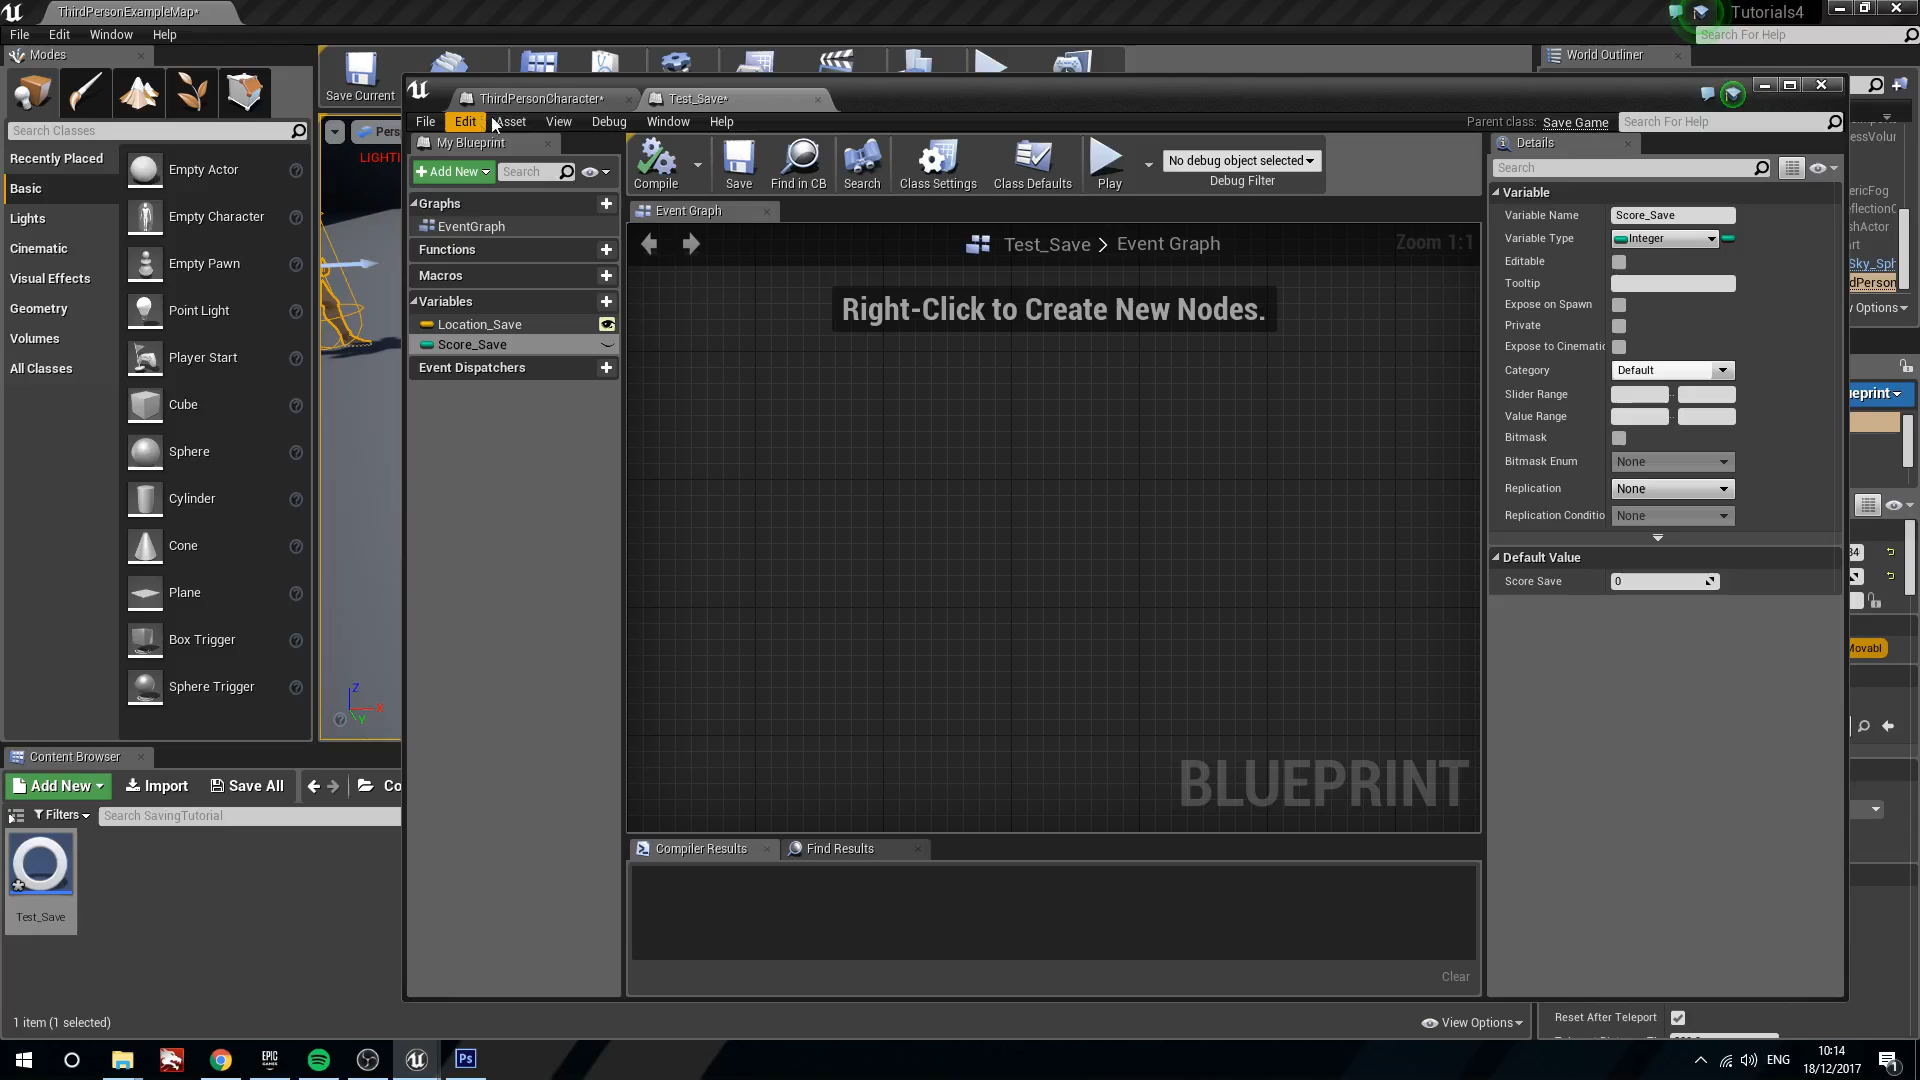 ThirdPersonExampleMap*
Tutorials4
File Edit Window Help
Search For Help
Modes
World Outliner
Save Current
ThirdPersonCharacter*
Test_Save*
File Edit Asset View Debug Window Help
Parent class: Save Game
Search For Help
Search Classes
Recently Placed
Basic
Lights
Cinematic
Visual Effects
Geometry
Volumes
All Classes
Empty Actor
Empty Character
Empty Pawn
Point Light
Player Start
Cube
Sphere
Cylinder
Cone
Plane
Box Trigger
Sphere Trigger
Pers
LIGHTI
Z
X
Y
My Blueprint
Add New
Search
Graphs
EventGraph
Functions
Macros
Variables
Location_Save
Score_Save
Event Dispatchers
Compile
Save
Find in CB
Search
Class Settings
Class Defaults
Play
No debug object selected
Debug Filter
Event Graph
Test_Save > Event Graph
Zoom 1:1
Right-Click to Create New Nodes.
BLUEPRINT
Compiler Results
Find Results
Clear
Details
Search
Variable
Variable Name Score_Save
Variable Type Integer
Editable
Tooltip
Expose on Spawn
Private
Expose to Cinematic
Category Default
Slider Range
Value Range
Bitmask
Bitmask Enum None
Replication None
Replication Conditio None
Default Value
Score Save 0
essVolur
ericFog
eflectionC
shActor
rt
Sky_Sph
dPerson
v Options
eprint
34
Movabl
Content Browser
Add New Import Save All Co
Filters Search SavingTutorial
Test_Save
1 item (1 selected)
View Options
Reset After Teleport
EPIC
GAMES
Ps
ENG
10:14
18/12/2017
1